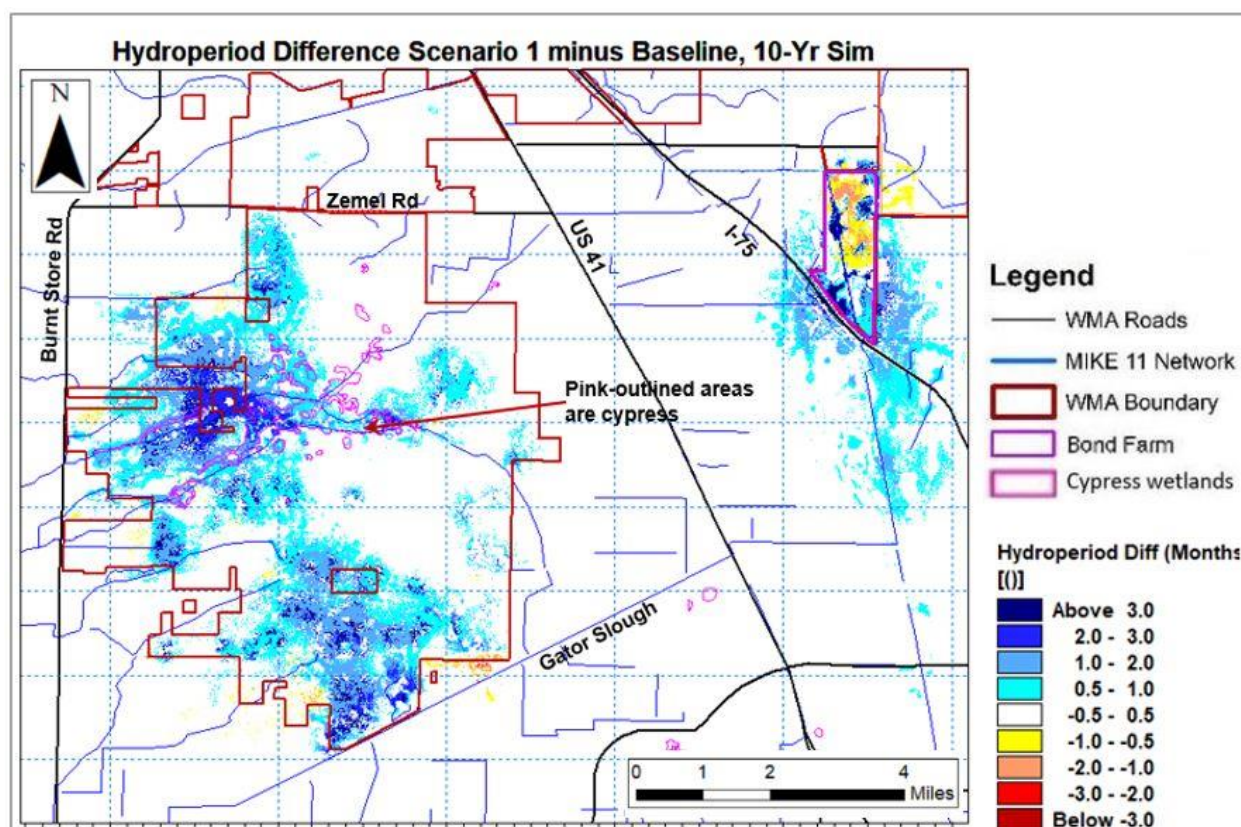 Hydroperiod Difference Scenario 1 minus Baseline, 10-Yr Sim
N
Zemel Rd
Burnt Store Rd
US 41
I-75
Pink-outlined areas
are cypress
Gator Slough
0 1 2 4
Miles
Legend
WMA Roads
MIKE 11 Network
WMA Boundary
Bond Farm
Cypress wetlands
Hydroperiod Diff (Months
[()]
Above 3.0
2.0 - 3.0
1.0 - 2.0
0.5 - 1.0
-0.5 - 0.5
-1.0 - -0.5
-2.0 - -1.0
-3.0 - -2.0
Below -3.0